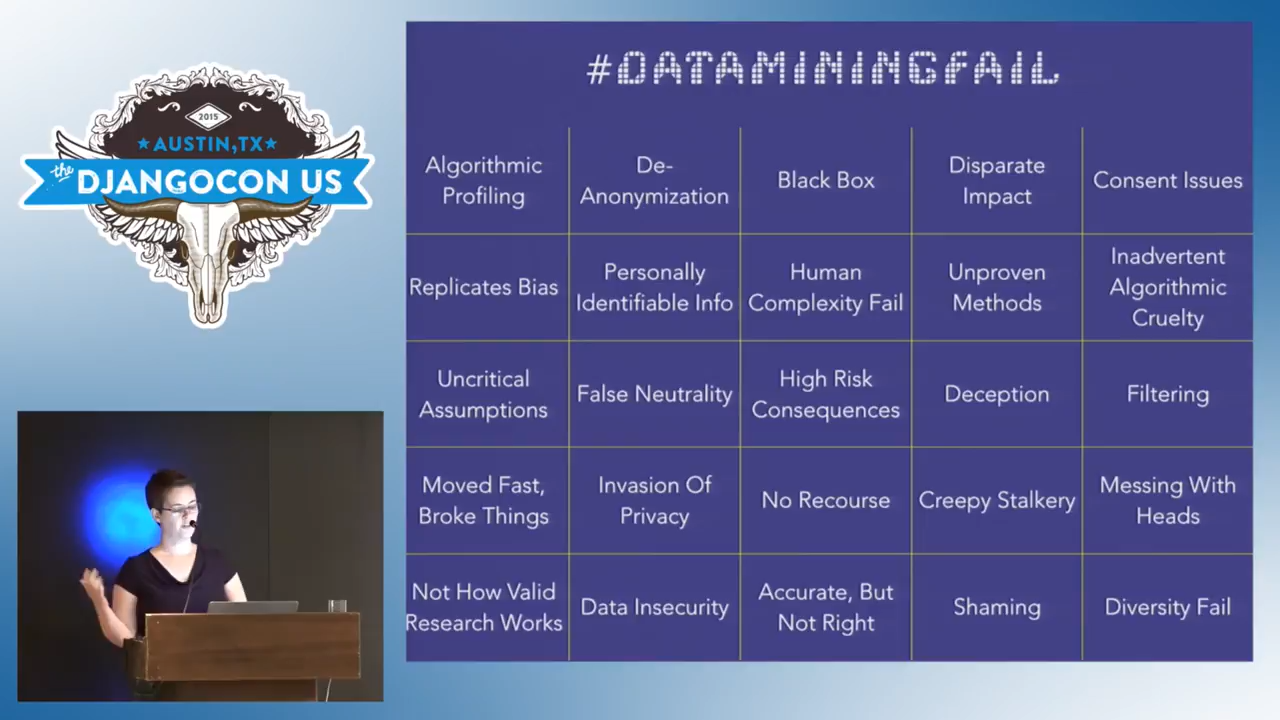 2015
AUSTIN,TX
the
DJANGOCON US
#DATAMININGFAIL
Algorithmic
Profiling
De-
Anonymization
Black Box
Disparate
Impact
Consent Issues
Replicates Bias
Personally
Identifiable Info
Human
Complexity Fail
Unproven
Methods
Inadvertent
Algorithmic
Cruelty
Uncritical
Assumptions
False Neutrality
High Risk
Consequences
Deception
Filtering
Moved Fast,
Broke Things
Invasion Of
Privacy
No Recourse
Creepy Stalkery
Messing With
Heads
Not How Valid
Research Works
Data Insecurity
Accurate, But
Not Right
Shaming
Diversity Fail